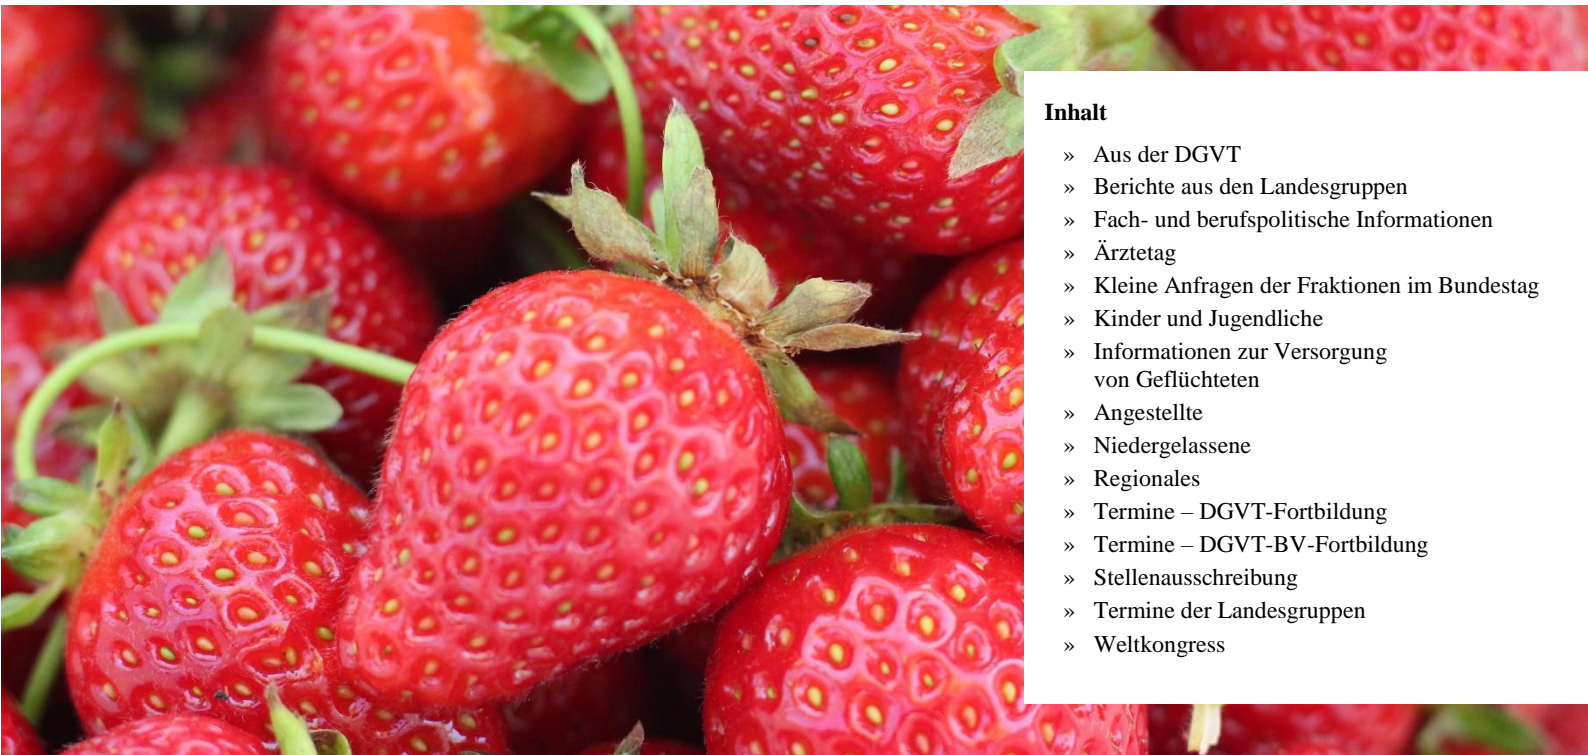 Inhalt
» Aus der DGVT
» Berichte aus den Landesgruppen
» Fach- und berufspolitische Informationen
» Ärztetag
» Kleine Anfragen der Fraktionen im Bundestag
» Kinder und Jugendliche
» Informationen zur Versorgung
von Geflüchteten
» Angestellte
» Niedergelassene
» Regionales
» Termine – DGVT-Fortbildung
» Termine – DGVT-BV-Fortbildung
» Stellenausschreibung
» Termine der Landesgruppen
» Weltkongress